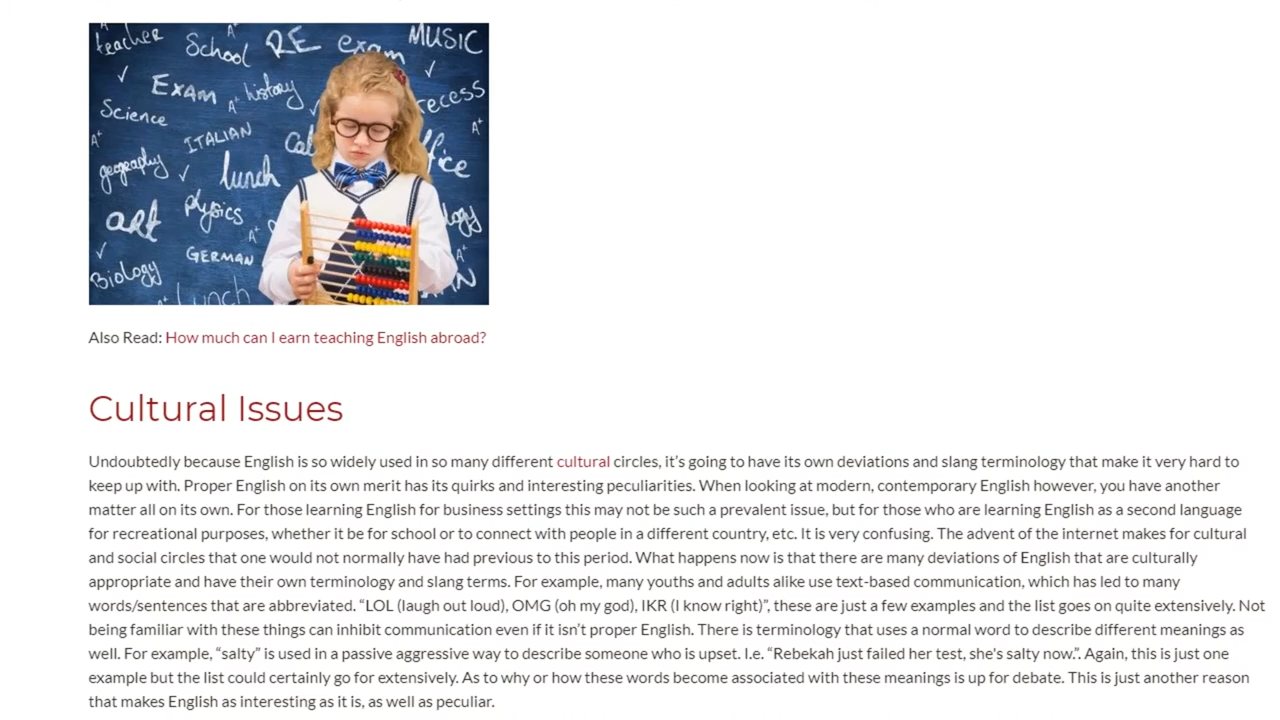 teacher School RE exam MUSIC
Exam history recess
Science
ITALIAN
geography lunch
art physics
GERMAN
Biology
Lunch
Also Read: How much can I earn teaching English abroad?
Cultural Issues
Undoubtedly because English is so widely used in so many different cultural circles, it’s going to have its own deviations and slang terminology that make it very hard to
keep up with. Proper English on its own merit has its quirks and interesting peculiarities. When looking at modern, contemporary English however, you have another
matter all on its own. For those learning English for business settings this may not be such a prevalent issue, but for those who are learning English as a second language
for recreational purposes, whether it be for school or to connect with people in a different country, etc. It is very confusing. The advent of the internet makes for cultural
and social circles that one would not normally have had previous to this period. What happens now is that there are many deviations of English that are culturally
appropriate and have their own terminology and slang terms. For example, many youths and adults alike use text-based communication, which has led to many
words/sentences that are abbreviated. “LOL (laugh out loud), OMG (oh my god), IKR (I know right)”, these are just a few examples and the list goes on quite extensively. Not
being familiar with these things can inhibit communication even if it isn’t proper English. There is terminology that uses a normal word to describe different meanings as
well. For example, “salty” is used in a passive aggressive way to describe someone who is upset. I.e. “Rebekah just failed her test, she's salty now.”. Again, this is just one
example but the list could certainly go for extensively. As to why or how these words become associated with these meanings is up for debate. This is just another reason
that makes English as interesting as it is, as well as peculiar.